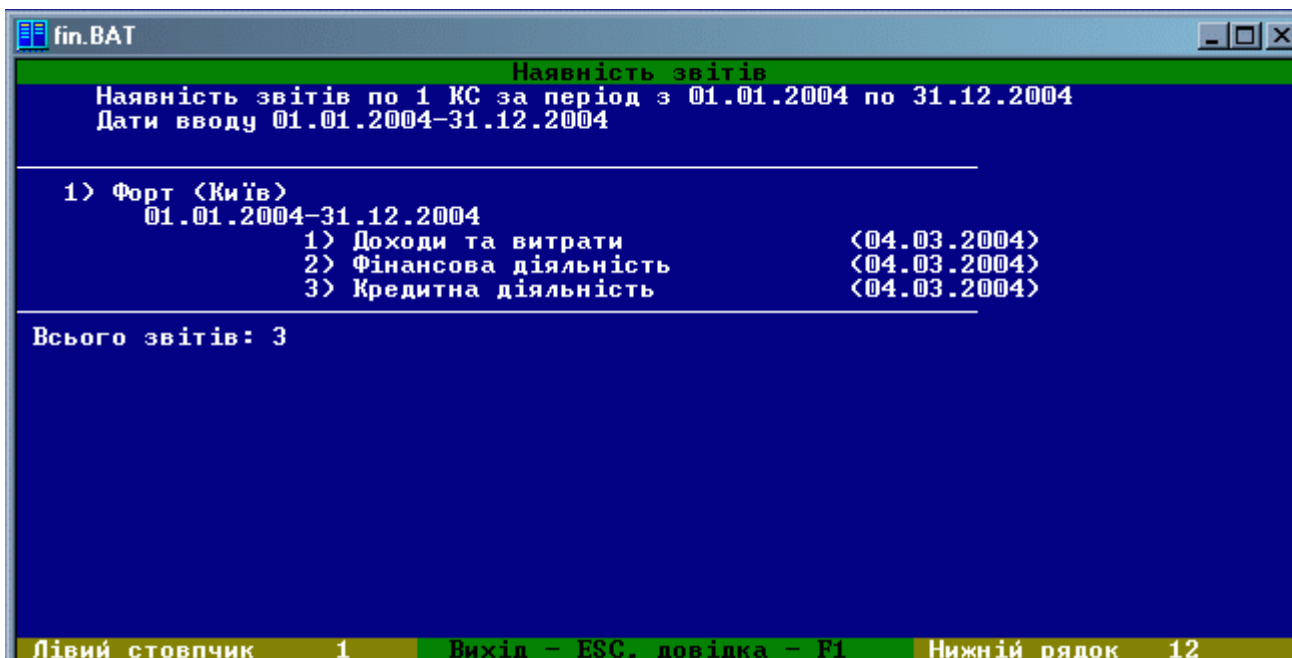 fin.BAT
Наявність звітів
Наявність звітів по 1 КС за період з 01.01.2004 по 31.12.2004
Дати вводу 01.01.2004-31.12.2004
1) Форт (Київ)
01.01.2004-31.12.2004
1) Доходи та витрати (04.03.2004)
2) Фінансова діяльність (04.03.2004)
3) Кредитна діяльність (04.03.2004)
Всього звітів: 3
Лівий стовпчик 1 Вихід - ESC, довідка - F1 Нижній рядок 12